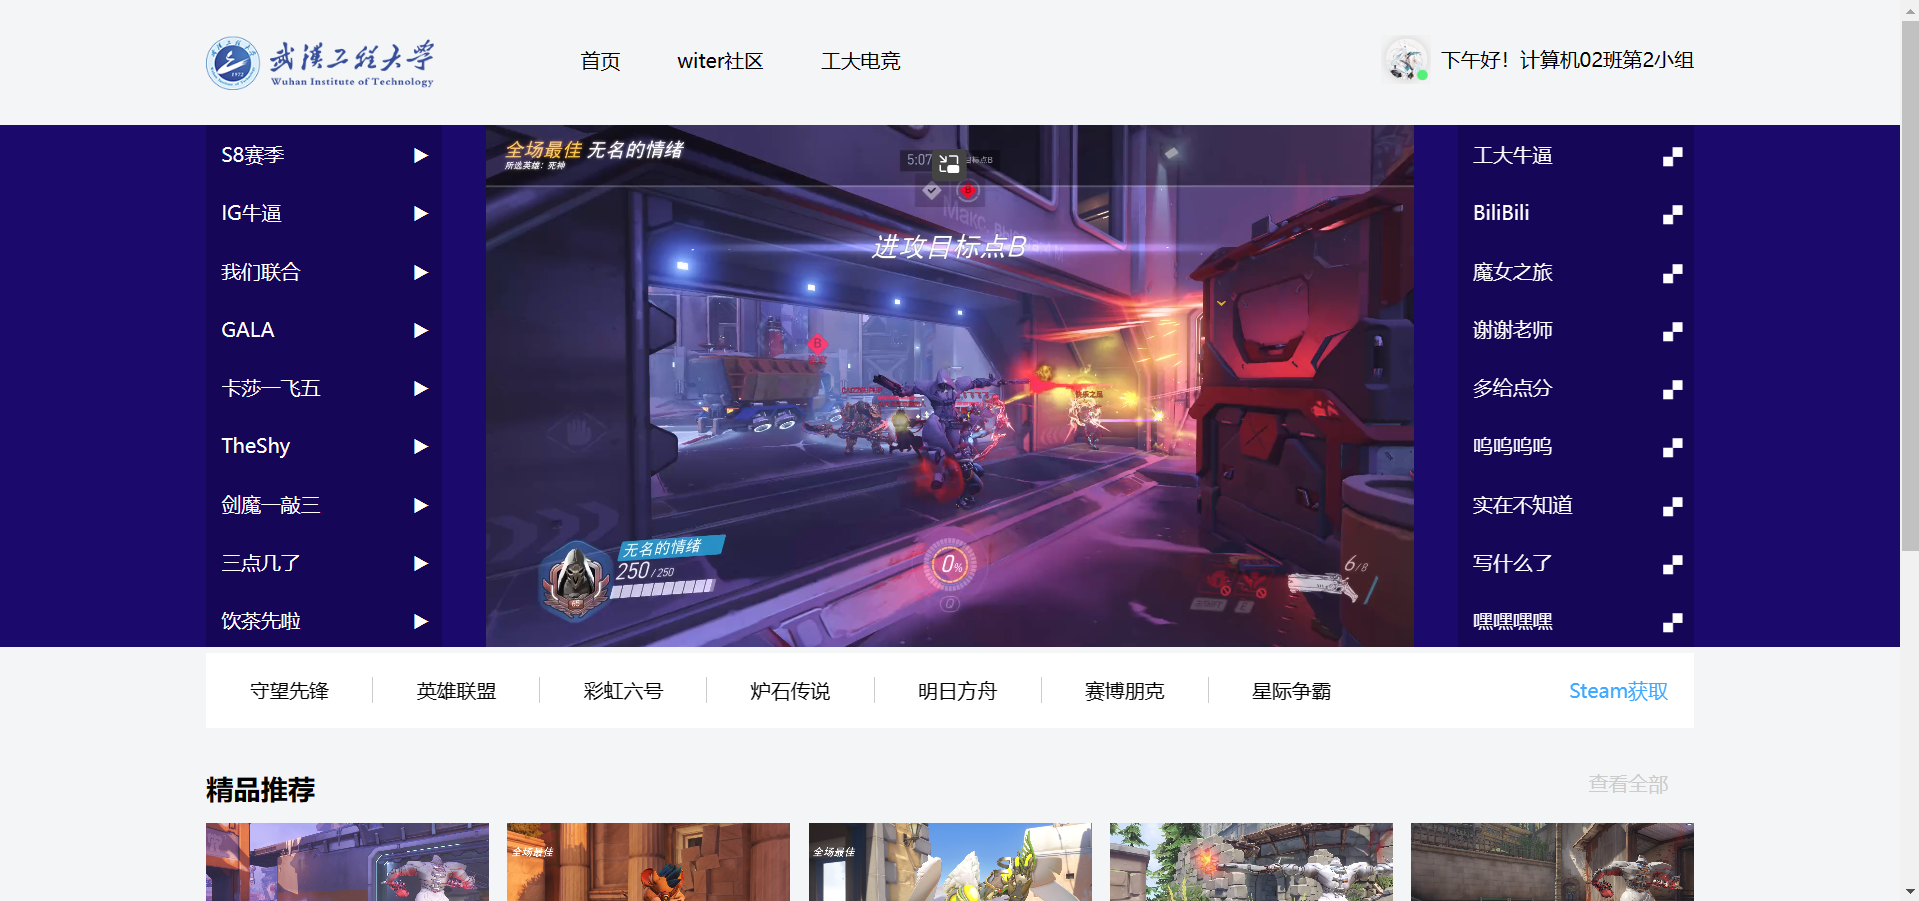 武汉工程大学
Wuhan Institute of Technology
首页
witer社区
工大电竞
下午好！计算机02班第2小组
S8赛季
IG牛逼
我们联合
GALA
卡莎一飞五
TheShy
剑魔一敲三
三点几了
饮茶先啦
全场最佳 无名的情绪
所选英雄：死神
5:07
目标点B
B
进攻目标点B
B
无名的情绪
250 / 250
65
0%
Q
6/8
E
工大牛逼
BiliBili
魔女之旅
谢谢老师
多给点分
呜呜呜呜
实在不知道
写什么了
嘿嘿嘿嘿
守望先锋
英雄联盟
彩虹六号
炉石传说
明日方舟
赛博朋克
星际争霸
Steam获取
精品推荐
查看全部
全场最佳
全场最佳